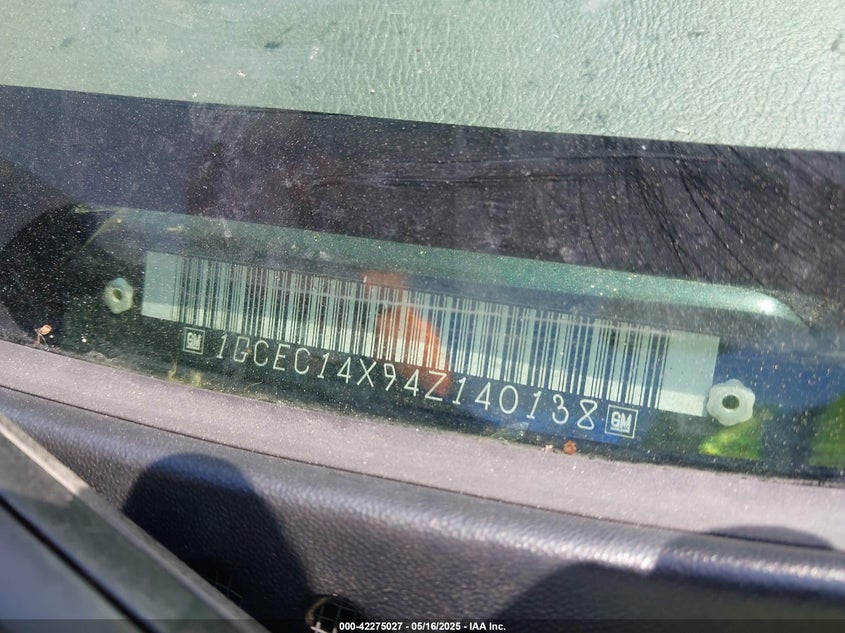 GM 1GCEC14X94Z140138 GM
000-42275027 - 05/16/2025 - IAA Inc.